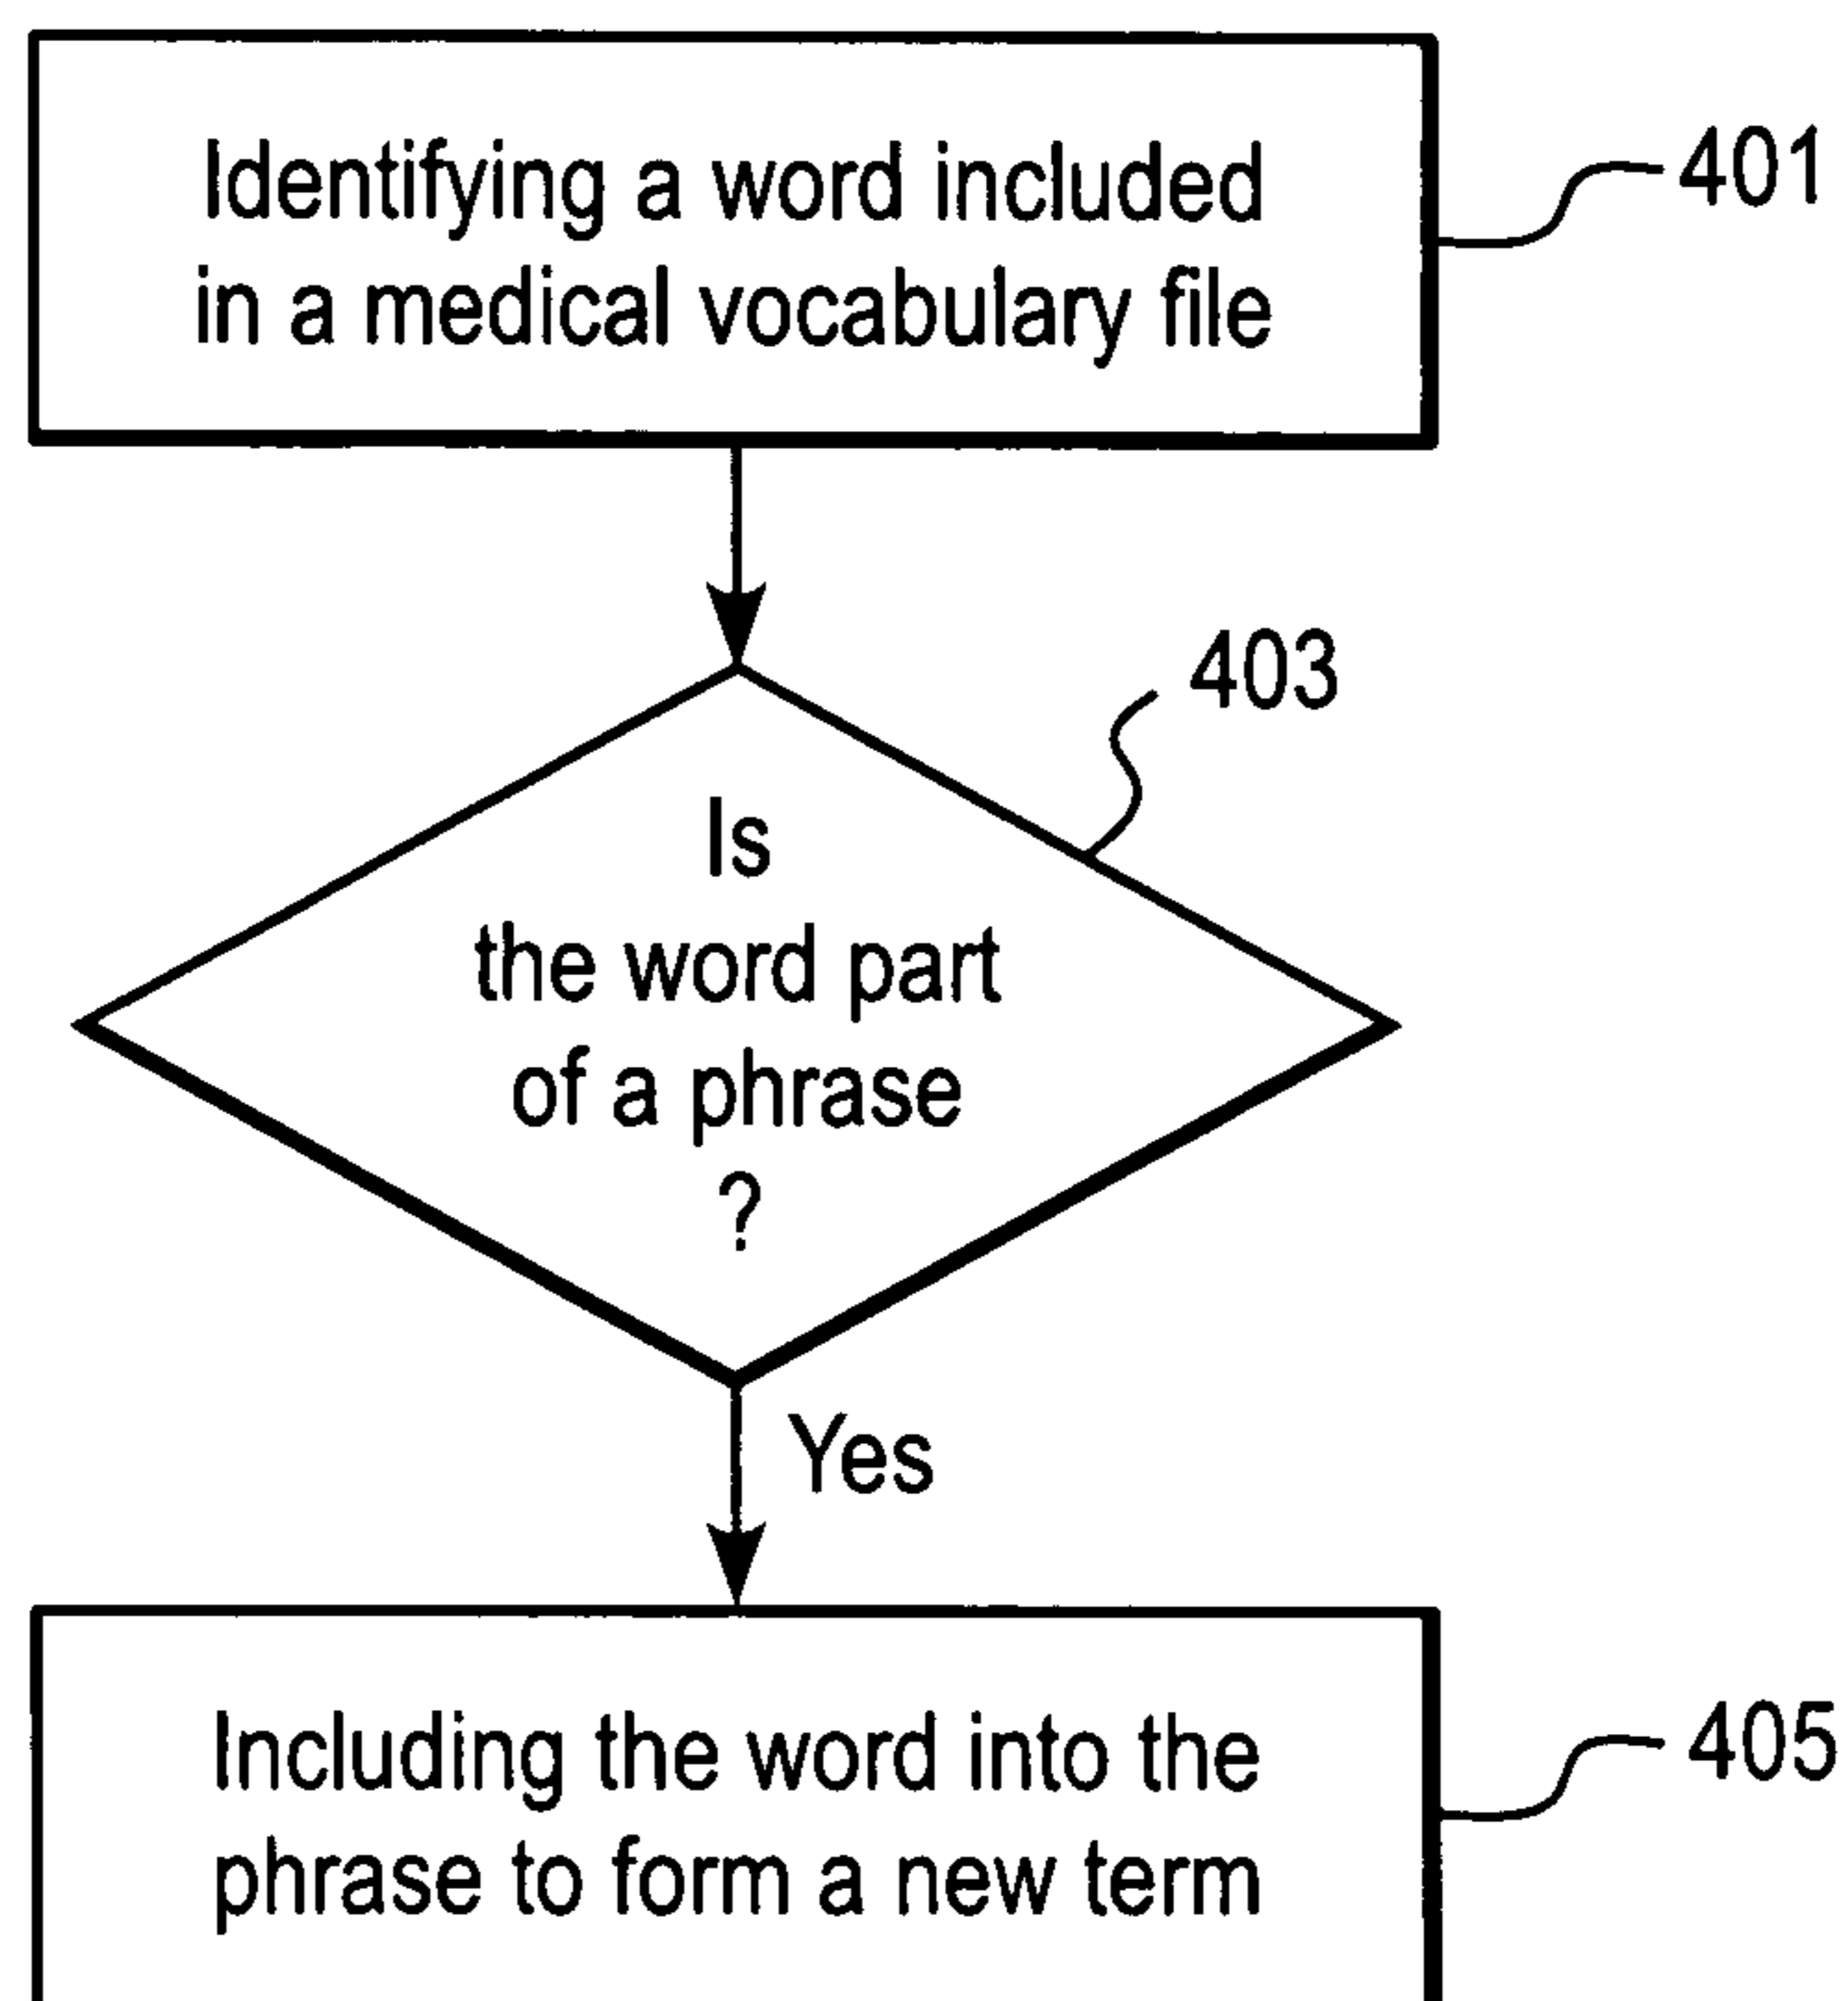 Identifying a word included
in a medical vocabulary file
401
403
Is
the word part
of a phrase
?
Yes
Including the word into the
phrase to form a new term
405